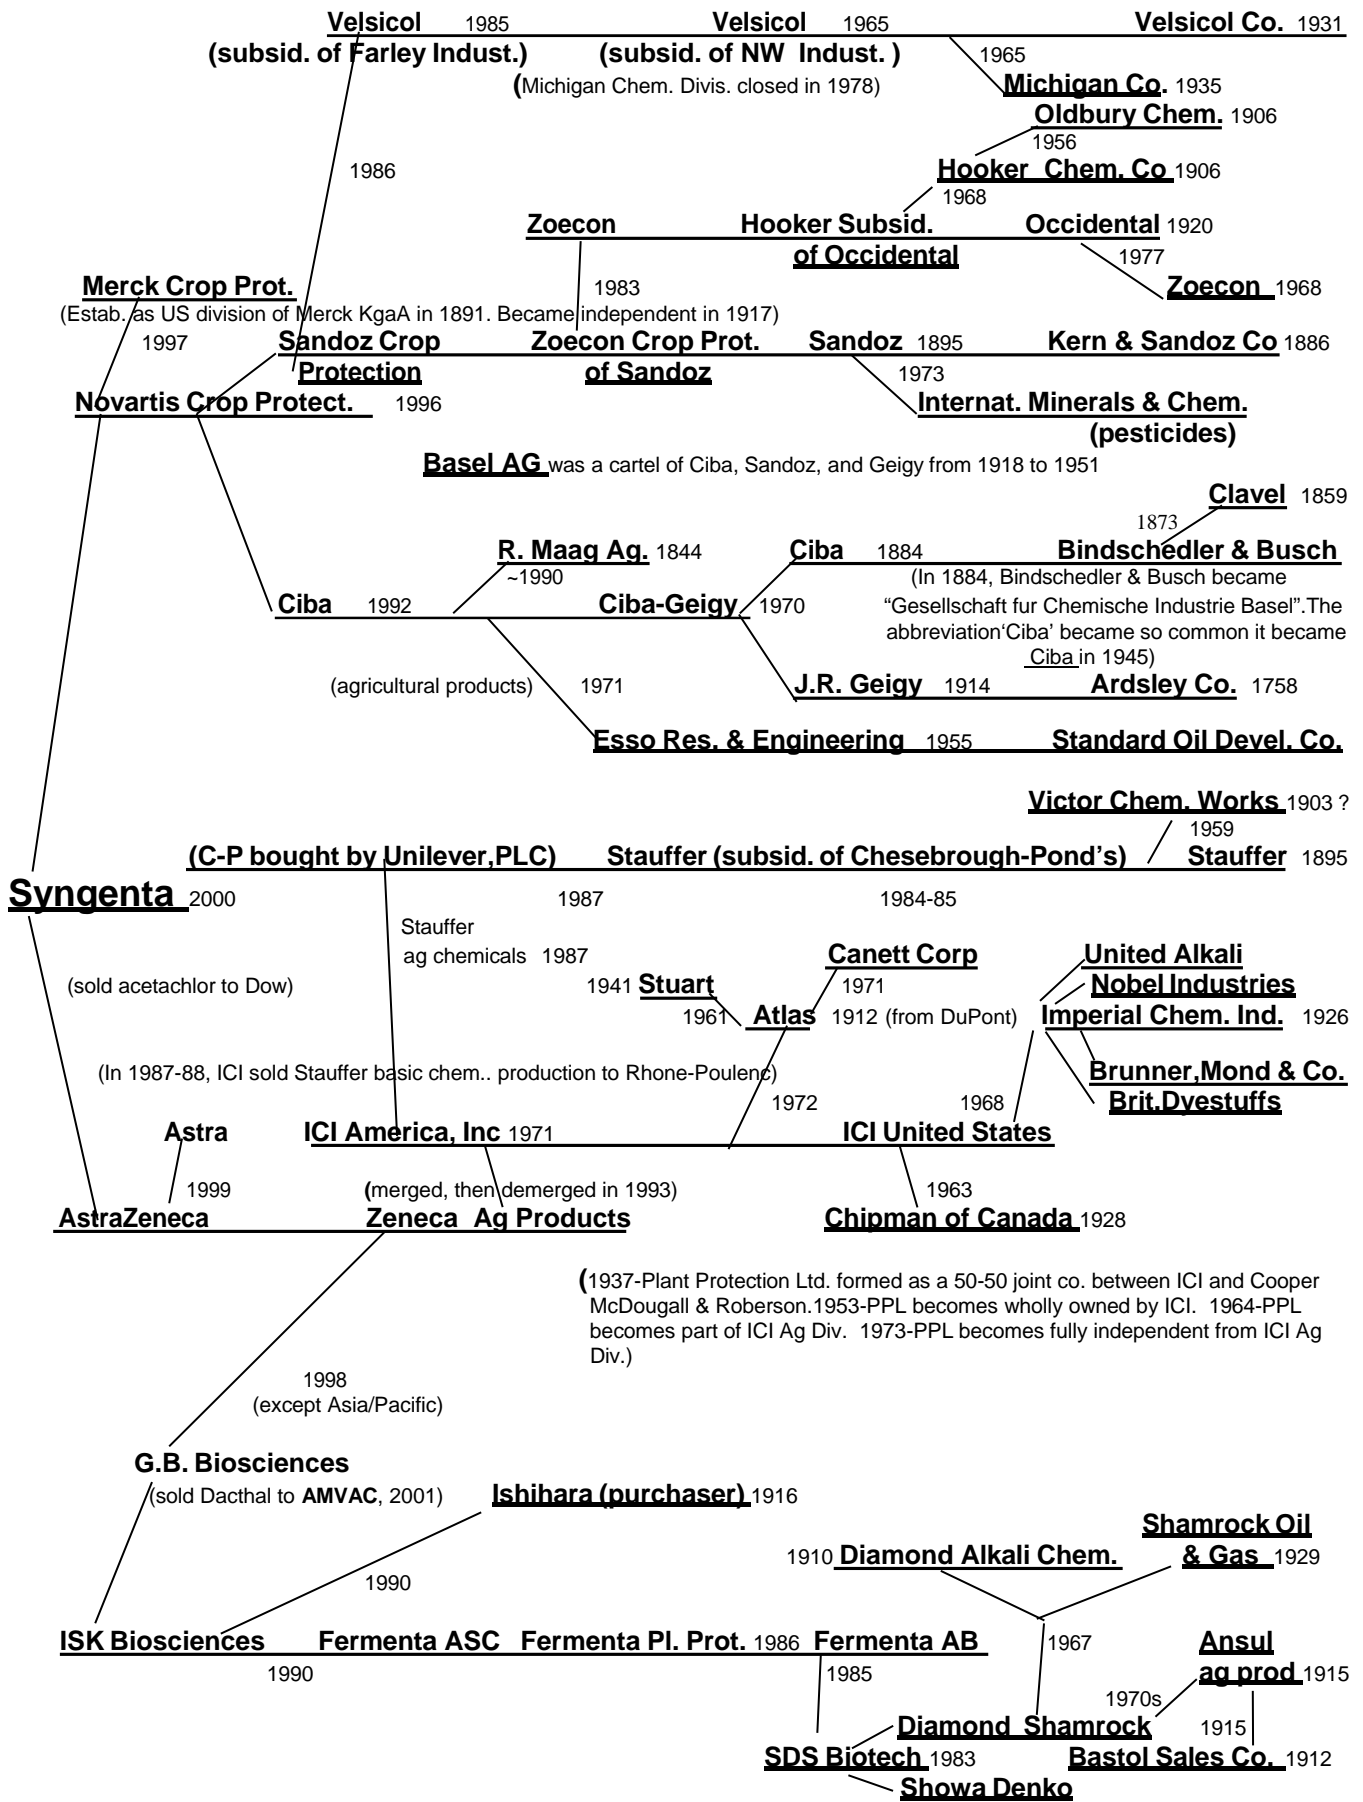 Velsicol 1985 Velsicol 1965 Velsicol Co. 1931
(subsid. of Farley Indust.) (subsid. of NW Indust. ) 1965
(Michigan Chem. Divis. closed in 1978) Michigan Co. 1935
Oldbury Chem. 1906
1956
1986 Hooker Chem. Co 1906
1968
Zoecon Hooker Subsid. Occidental 1920
of Occidental 1977
Merck Crop Prot. 1983 Zoecon 1968
(Estab. as US division of Merck KgaA in 1891. Became independent in 1917)
1997 Sandoz Crop Zoecon Crop Prot. Sandoz 1895 Kern & Sandoz Co 1886
Protection of Sandoz 1973
Novartis Crop Protect. 1996 Internat. Minerals & Chem.
(pesticides)
Basel AG was a cartel of Ciba, Sandoz, and Geigy from 1918 to 1951
Clavel 1859
1873
R. Maag Ag. 1844 Ciba 1884 Bindschedler & Busch
~1990 (In 1884, Bindschedler & Busch became
Ciba 1992 Ciba-Geigy 1970 “Gesellschaft fur Chemische Industrie Basel”.The
abbreviation‘Ciba’ became so common it became
Ciba in 1945)
(agricultural products) 1971 J.R. Geigy 1914 Ardsley Co. 1758
Esso Res. & Engineering 1955 Standard Oil Devel. Co.
Victor Chem. Works 1903 ?
1959
(C-P bought by Unilever,PLC) Stauffer (subsid. of Chesebrough-Pond's) Stauffer 1895
Syngenta 2000 1987 1984-85
Stauffer
ag chemicals 1987 Canett Corp United Alkali
(sold acetachlor to Dow) 1941 Stuart 1971 Nobel Industries
1961 Atlas 1912 (from DuPont) Imperial Chem. Ind. 1926
(In 1987-88, ICI sold Stauffer basic chem.. production to Rhone-Poulenc) Brunner,Mond & Co.
1972 1968 Brit.Dyestuffs
Astra ICI America, Inc 1971 ICI United States
1999 (merged, then demerged in 1993) 1963
AstraZeneca Zeneca Ag Products Chipman of Canada 1928
(1937-Plant Protection Ltd. formed as a 50-50 joint co. between ICI and Cooper
McDougall & Roberson.1953-PPL becomes wholly owned by ICI. 1964-PPL
becomes part of ICI Ag Div. 1973-PPL becomes fully independent from ICI Ag
Div.)
1998
(except Asia/Pacific)
G.B. Biosciences
(sold Dacthal to AMVAC, 2001) Ishihara (purchaser) 1916
Shamrock Oil
1910 Diamond Alkali Chem. & Gas 1929
1990
ISK Biosciences Fermenta ASC Fermenta Pl. Prot. 1986 Fermenta AB 1967 Ansul
1990 1985 ag prod 1915
1970s
Diamond Shamrock 1915
SDS Biotech 1983 Bastol Sales Co. 1912
Showa Denko